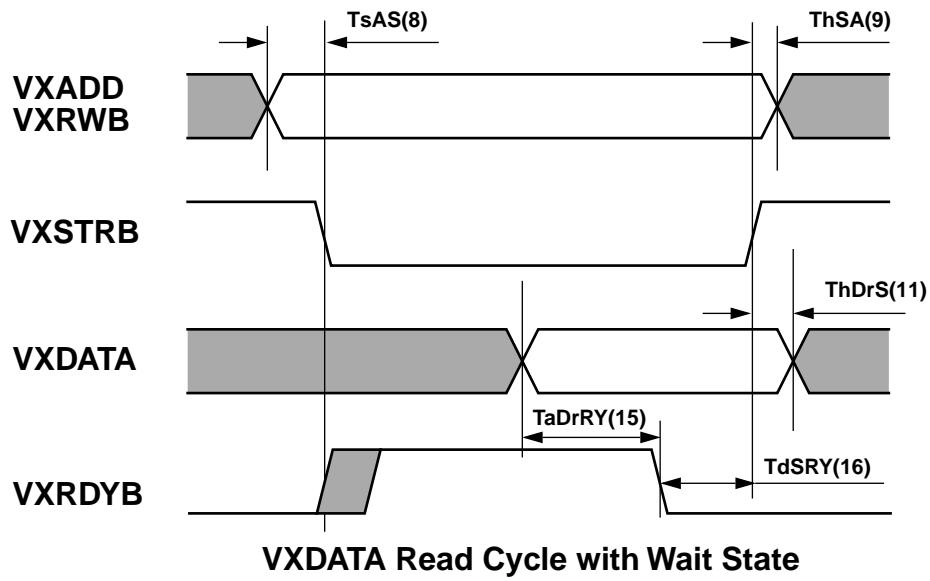 TsAS(8)
ThSA(9)
VXADD
VXRWB
VXSTRB
ThDrS(11)
VXDATA
TaDrRY(15)
TdSRY(16)
VXRDYB
VXDATA Read Cycle with Wait State